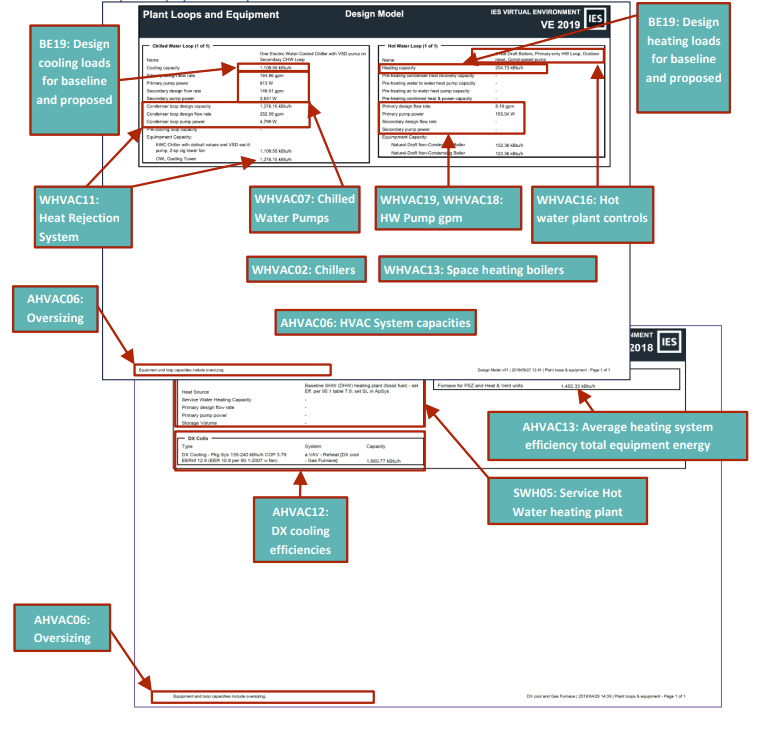 Plant Loops and Equipment
Design Model
IES VIRTUAL ENVIRONMENT
VE 2019
IES
BE19: Design
cooling loads
for baseline
and proposed
BE19: Design
heating loads
for baseline
and proposed
Chilled Water Loop (1 of 1)
Name
One Electric Water-Cooled Chiller with VSD pump on
Secondary CHW Loop
Cooling capacity 1,108.55 kBtu/h
Primary design flow rate 184.66 gpm
Primary pump power 813 W
Secondary design flow rate
Secondary pump power 2,631 W
Condenser loop design capacity 1,278.15 kBtu/h
Condenser loop design flow rate 252.59 gpm
Condenser loop pump power 4,799 W
Pre-cooling loop capacity -
Equipment Capacity:
EWC Chiller with default values and VSD sec'd
pump, 2-sp clg tower fan 1,108.55 kBtu/h
OWL Cooling Tower 1,278.15 kBtu/h
Hot Water Loop (1 of 1)
Name
Draft Boilers, Primary-only HW Loop, Outdoor
reset, Const-speed pump
Heating capacity 204.73 kBtu/h
Pre-heating condenser heat recovery capacity -
Pre-heating water to water heat pump capacity -
Pre-heating air to water heat pump capacity -
Pre-heating combined heat & power capacity -
Primary design flow rate 8.19 gpm
Primary pump power 155.54 W
Secondary design flow rate -
Secondary pump power -
Equipment Capacity:
Natural-Draft Non-Condensing Boiler 102.36 kBtu/h
Natural-Draft Non-Condensing Boiler 102.36 kBtu/h
WHVAC11:
Heat Rejection
System
WHVAC07: Chilled
Water Pumps
WHVAC19, WHVAC18:
HW Pump gpm
WHVAC16: Hot
water plant controls
WHVAC02: Chillers
WHVAC13: Space heating boilers
AHVAC06:
Oversizing
AHVAC06: HVAC System capacities
Equipment and loop capacities include oversizing.
Design Model v01 | 2019/06/27 12:41 | Plant loops & equipment - Page 1 of 1
NMENT
2018
IES
Heat Source
Baseline SHW (DHW) heating plant (fossil fuel) - set
Eff. per 90.1 table 7.8; set SL in ApSys
Service Water Heating Capacity -
Primary design flow rate -
Primary pump power -
Storage Volume -
Furnace for PSZ and Heat & Vent units 1,402.33 kBtu/h
DX Coils
Type System Capacity
DX Cooling - Pkg Sys 135-240 kBtu/h COP 3.79
EERinf 12.9 (EER 10.8 per 90.1-2007 w fan)
a VAV - Reheat [DX cool
- Gas Furnace] 1,869.77 kBtu/h
AHVAC13: Average heating system
efficiency total equipment energy
SWH05: Service Hot
Water heating plant
AHVAC12:
DX cooling
efficiencies
AHVAC06:
Oversizing
Equipment and loop capacities include oversizing.
DX cool and Gas Furnace | 2019/04/25 14:39 | Plant loops & equipment - Page 1 of 1